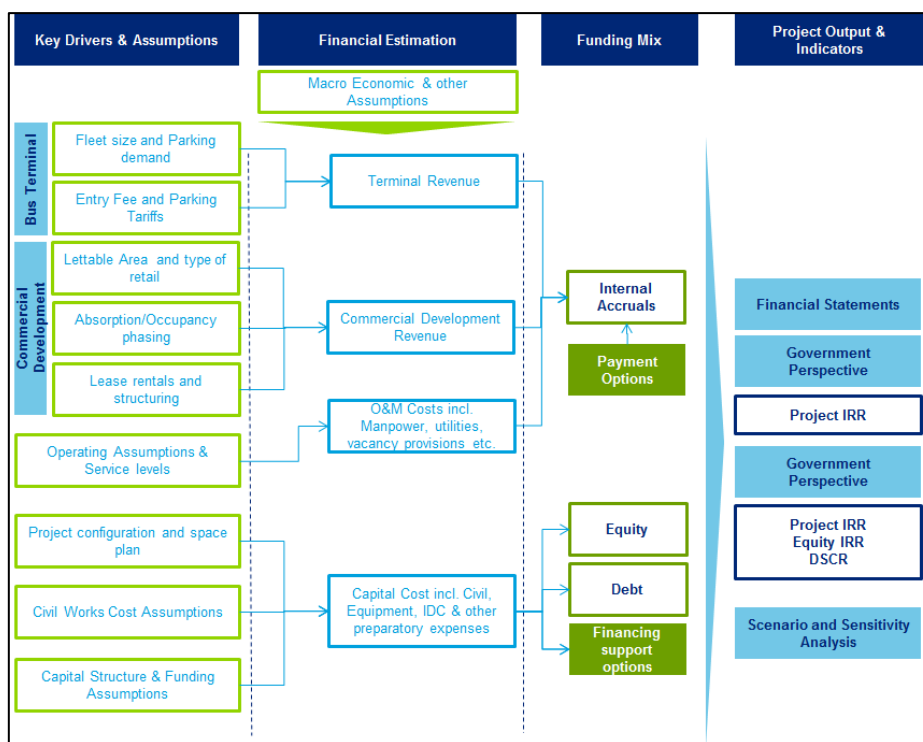 Key Drivers & Assumptions
Financial Estimation
Funding Mix
Project Output &
Indicators
Macro Economic & other
Assumptions
Bus Terminal
Fleet size and Parking
demand
Entry Fee and Parking
Tariffs
Commercial
Development
Lettable Area and type of
retail
Absorption/Occupancy
phasing
Lease rentals and
structuring
Operating Assumptions &
Service levels
Project configuration and space
plan
Civil Works Cost Assumptions
Capital Structure & Funding
Assumptions
Terminal Revenue
Commercial Development
Revenue
O&M Costs incl.
Manpower, utilities,
vacancy provisions etc.
Capital Cost incl. Civil,
Equipment, IDC & other
preparatory expenses
Internal
Accruals
Payment
Options
Equity
Debt
Financing
support
options
Financial Statements
Government
Perspective
Project IRR
Government
Perspective
Project IRR
Equity IRR
DSCR
Scenario and Sensitivity
Analysis